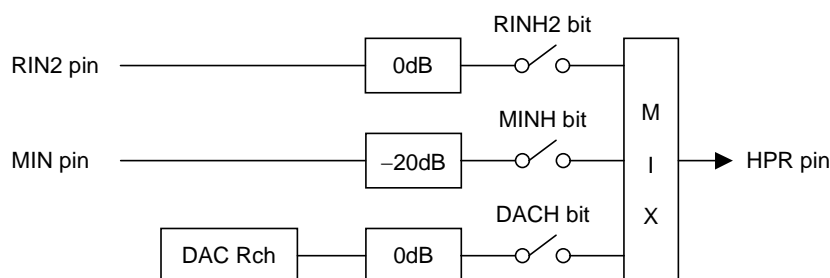 RINH2 bit
RIN2 pin
0dB
MINH bit
MIN pin
−20dB
DACH bit
DAC Rch
0dB
M
I
X
HPR pin